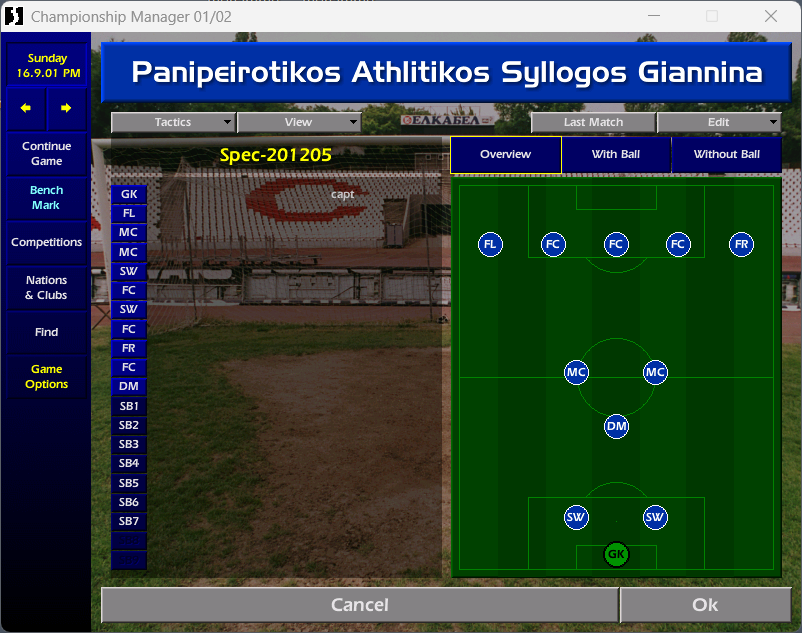 Championship Manager 01/02
Sunday
16.9.01 PM
Panipeirotikos Athlitikos Syllogos Giannina
Tactics
View
ΕΛΚΑΒΕΛ
Last Match
Edit
Continue
Game
Bench
Mark
Competitions
Nations
& Clubs
Find
Game
Options
Spec-201205
Overview
With Ball
Without Ball
GK
capt
FL
MC
MC
SW
FC
SW
FC
FR
FC
DM
SB1
SB2
SB3
SB4
SB5
SB6
SB7
FL
FC
FC
FC
FR
MC
MC
DM
SW
SW
GK
Cancel
Ok